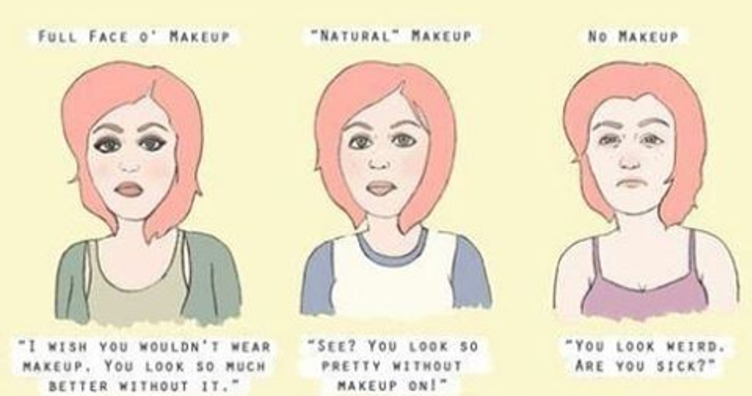 FULL FACE O' MAKEUP
"NATURAL" MAKEUP
NO MAKEUP
"I WISH YOU WOULDN'T WEAR
MAKEUP. YOU LOOK SO MUCH
BETTER WITHOUT IT."
"SEE? YOU LOOK SO
PRETTY WITHOUT
MAKEUP ON!"
"YOU LOOK WEIRD.
ARE YOU SICK?"